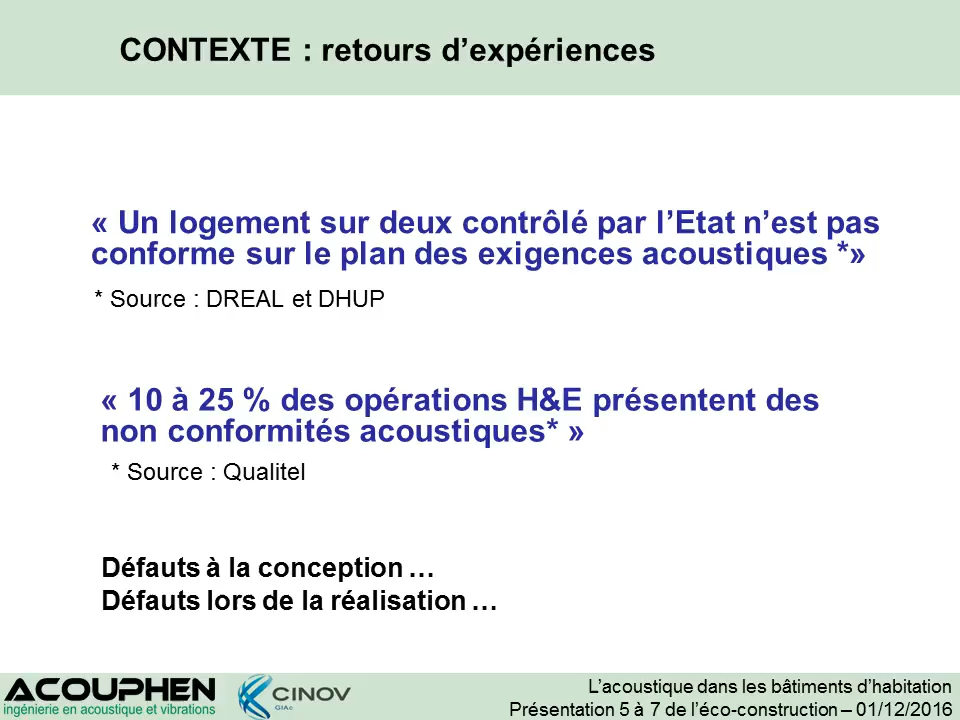 CONTEXTE : retours d’expériences
« Un logement sur deux contrôlé par l’Etat n’est pas
conforme sur le plan des exigences acoustiques *»
* Source : DREAL et DHUP
« 10 à 25 % des opérations H&E présentent des
non conformités acoustiques* »
* Source : Qualitel
Défauts à la conception …
Défauts lors de la réalisation …
ACOUPHEN
ingénierie en acoustique et vibrations
CINOV
GIAc
L’acoustique dans les bâtiments d’habitation
Présentation 5 à 7 de l’éco-construction – 01/12/2016